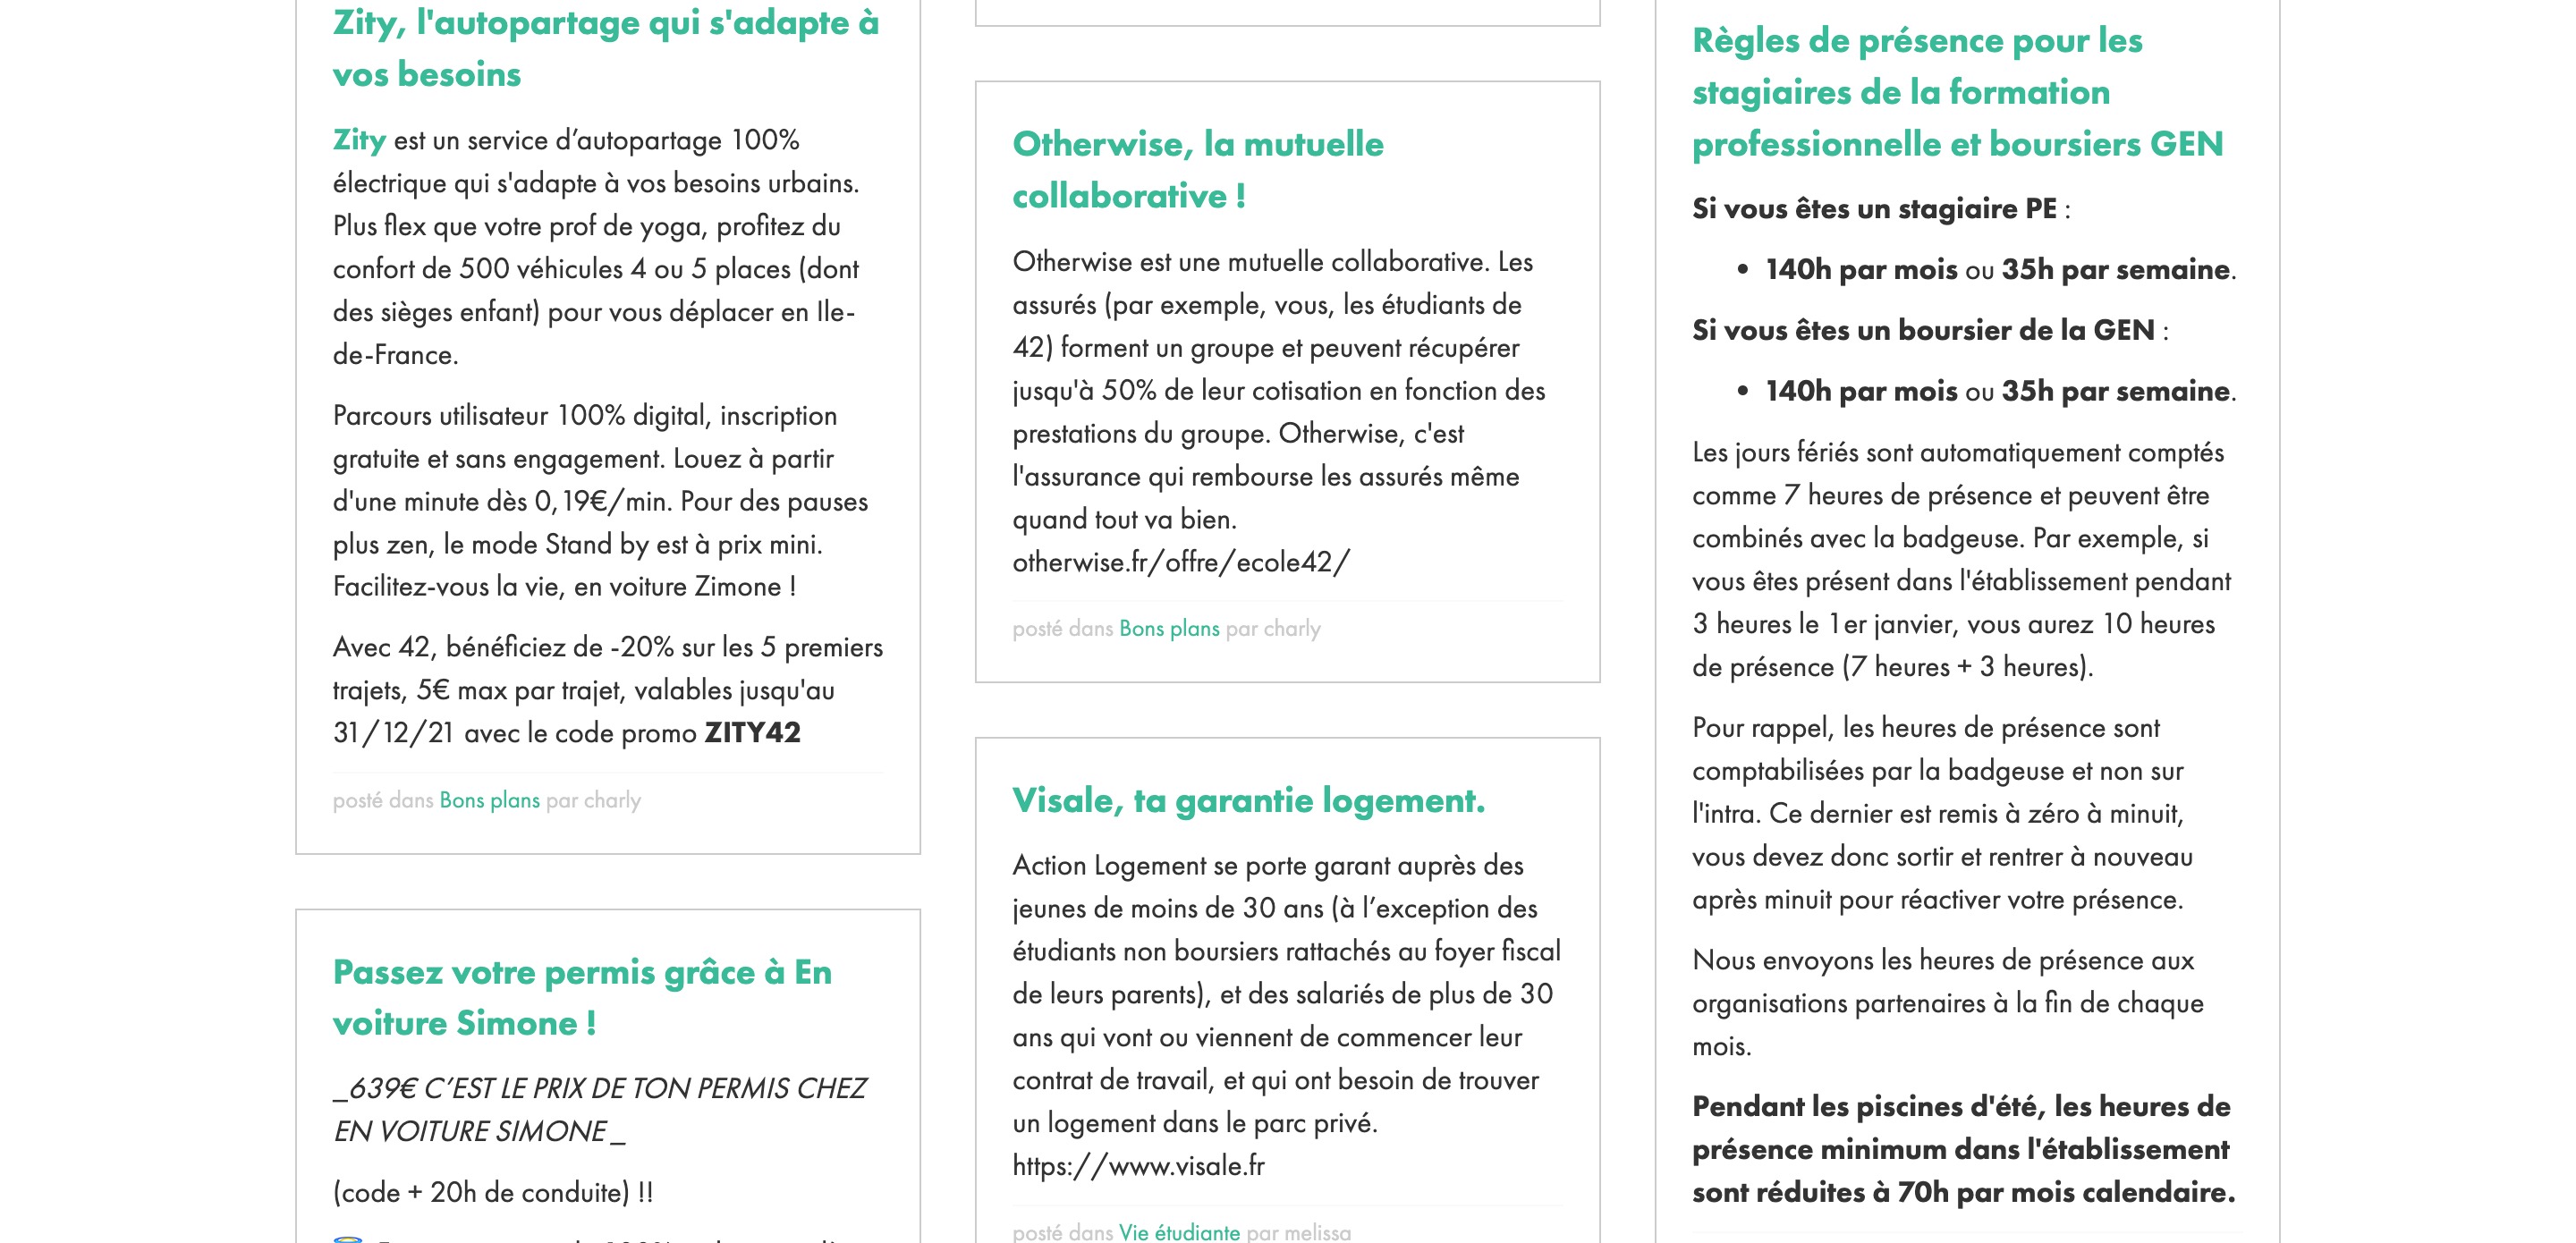 Zity, l'autopartage qui s'adapte à
vos besoins
Zity est un service d’autopartage 100%
électrique qui s'adapte à vos besoins urbains.
Plus flex que votre prof de yoga, profitez du
confort de 500 véhicules 4 ou 5 places (dont
des sièges enfant) pour vous déplacer en Ile-
de-France.
Parcours utilisateur 100% digital, inscription
gratuite et sans engagement. Louez à partir
d'une minute dès 0,19€/min. Pour des pauses
plus zen, le mode Stand by est à prix mini.
Facilitez-vous la vie, en voiture Zimone !
Avec 42, bénéficiez de -20% sur les 5 premiers
trajets, 5€ max par trajet, valables jusqu'au
31/12/21 avec le code promo ZITY42
posté dans Bons plans par charly
Passez votre permis grâce à En
voiture Simone !
_639€ C’EST LE PRIX DE TON PERMIS CHEZ
EN VOITURE SIMONE _
(code + 20h de conduite) !!
Otherwise, la mutuelle
collaborative !
Otherwise est une mutuelle collaborative. Les
assurés (par exemple, vous, les étudiants de
42) forment un groupe et peuvent récupérer
jusqu'à 50% de leur cotisation en fonction des
prestations du groupe. Otherwise, c'est
l'assurance qui rembourse les assurés même
quand tout va bien.
otherwise.fr/offre/ecole42/
posté dans Bons plans par charly
Visale, ta garantie logement.
Action Logement se porte garant auprès des
jeunes de moins de 30 ans (à l’exception des
étudiants non boursiers rattachés au foyer fiscal
de leurs parents), et des salariés de plus de 30
ans qui vont ou viennent de commencer leur
contrat de travail, et qui ont besoin de trouver
un logement dans le parc privé.
https://www.visale.fr
posté dans Vie étudiante par melissa
Règles de présence pour les
stagiaires de la formation
professionnelle et boursiers GEN
Si vous êtes un stagiaire PE :
• 140h par mois ou 35h par semaine.
Si vous êtes un boursier de la GEN :
• 140h par mois ou 35h par semaine.
Les jours fériés sont automatiquement comptés
comme 7 heures de présence et peuvent être
combinés avec la badgeuse. Par exemple, si
vous êtes présent dans l'établissement pendant
3 heures le 1er janvier, vous aurez 10 heures
de présence (7 heures + 3 heures).
Pour rappel, les heures de présence sont
comptabilisées par la badgeuse et non sur
l'intra. Ce dernier est remis à zéro à minuit,
vous devez donc sortir et rentrer à nouveau
après minuit pour réactiver votre présence.
Nous envoyons les heures de présence aux
organisations partenaires à la fin de chaque
mois.
Pendant les piscines d'été, les heures de
présence minimum dans l'établissement
sont réduites à 70h par mois calendaire.